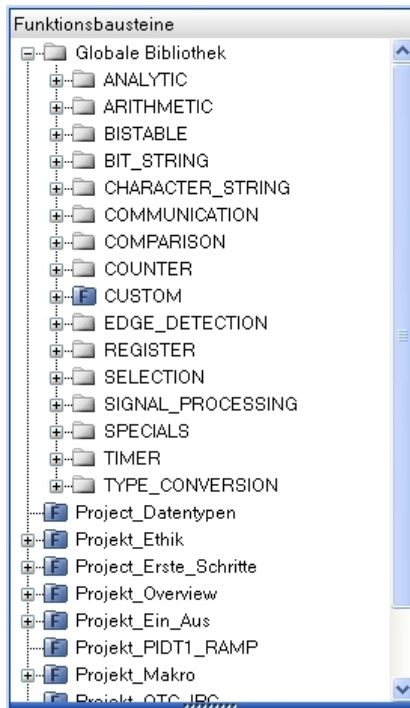 Funktionsbausteine
Globale Bibliothek
ANALYTIC
ARITHMETIC
BISTABLE
BIT_STRING
CHARACTER_STRING
COMMUNICATION
COMPARISON
COUNTER
CUSTOM
EDGE_DETECTION
REGISTER
SELECTION
SIGNAL_PROCESSING
SPECIALS
TIMER
TYPE_CONVERSION
Project_Datentypen
Projekt_Ethik
Project_Erste_Schritte
Projekt_Overview
Projekt_Ein_Aus
Projekt_PIDT1_RAMP
Projekt_Makro